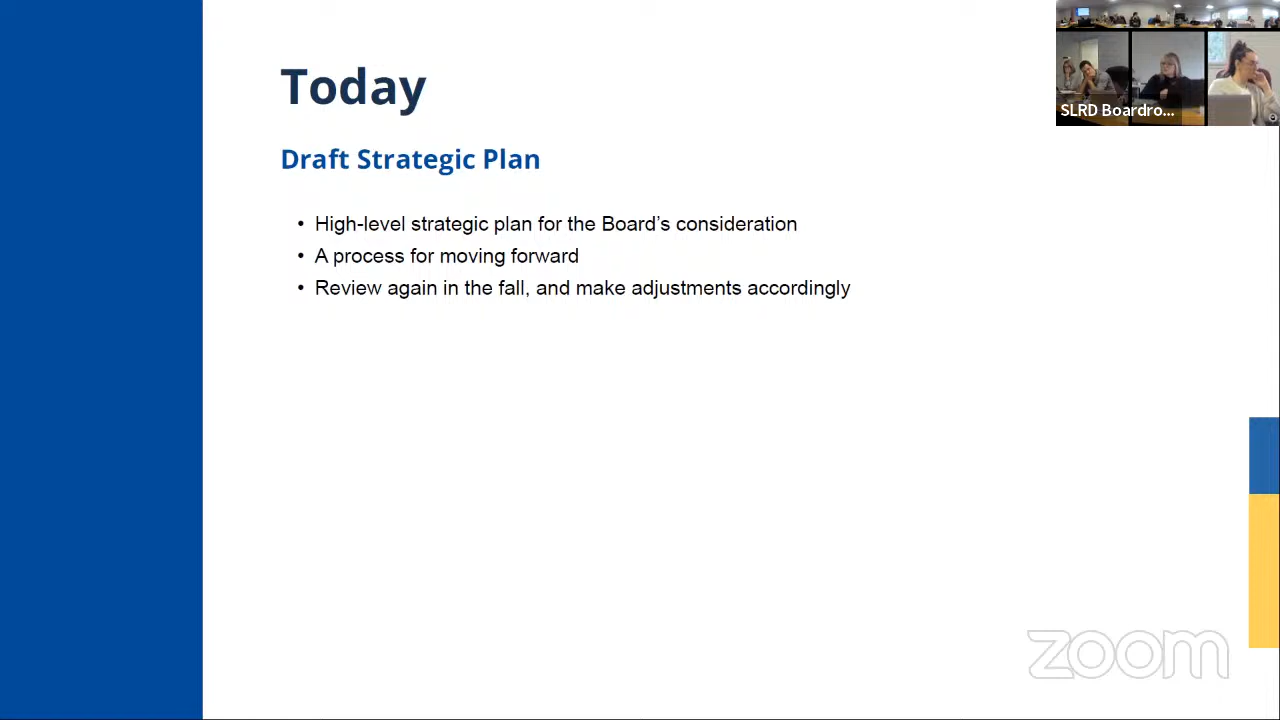 Today
SLRD Boardro...
Draft Strategic Plan
• High-level strategic plan for the Board’s consideration
• A process for moving forward
• Review again in the fall, and make adjustments accordingly
zoom